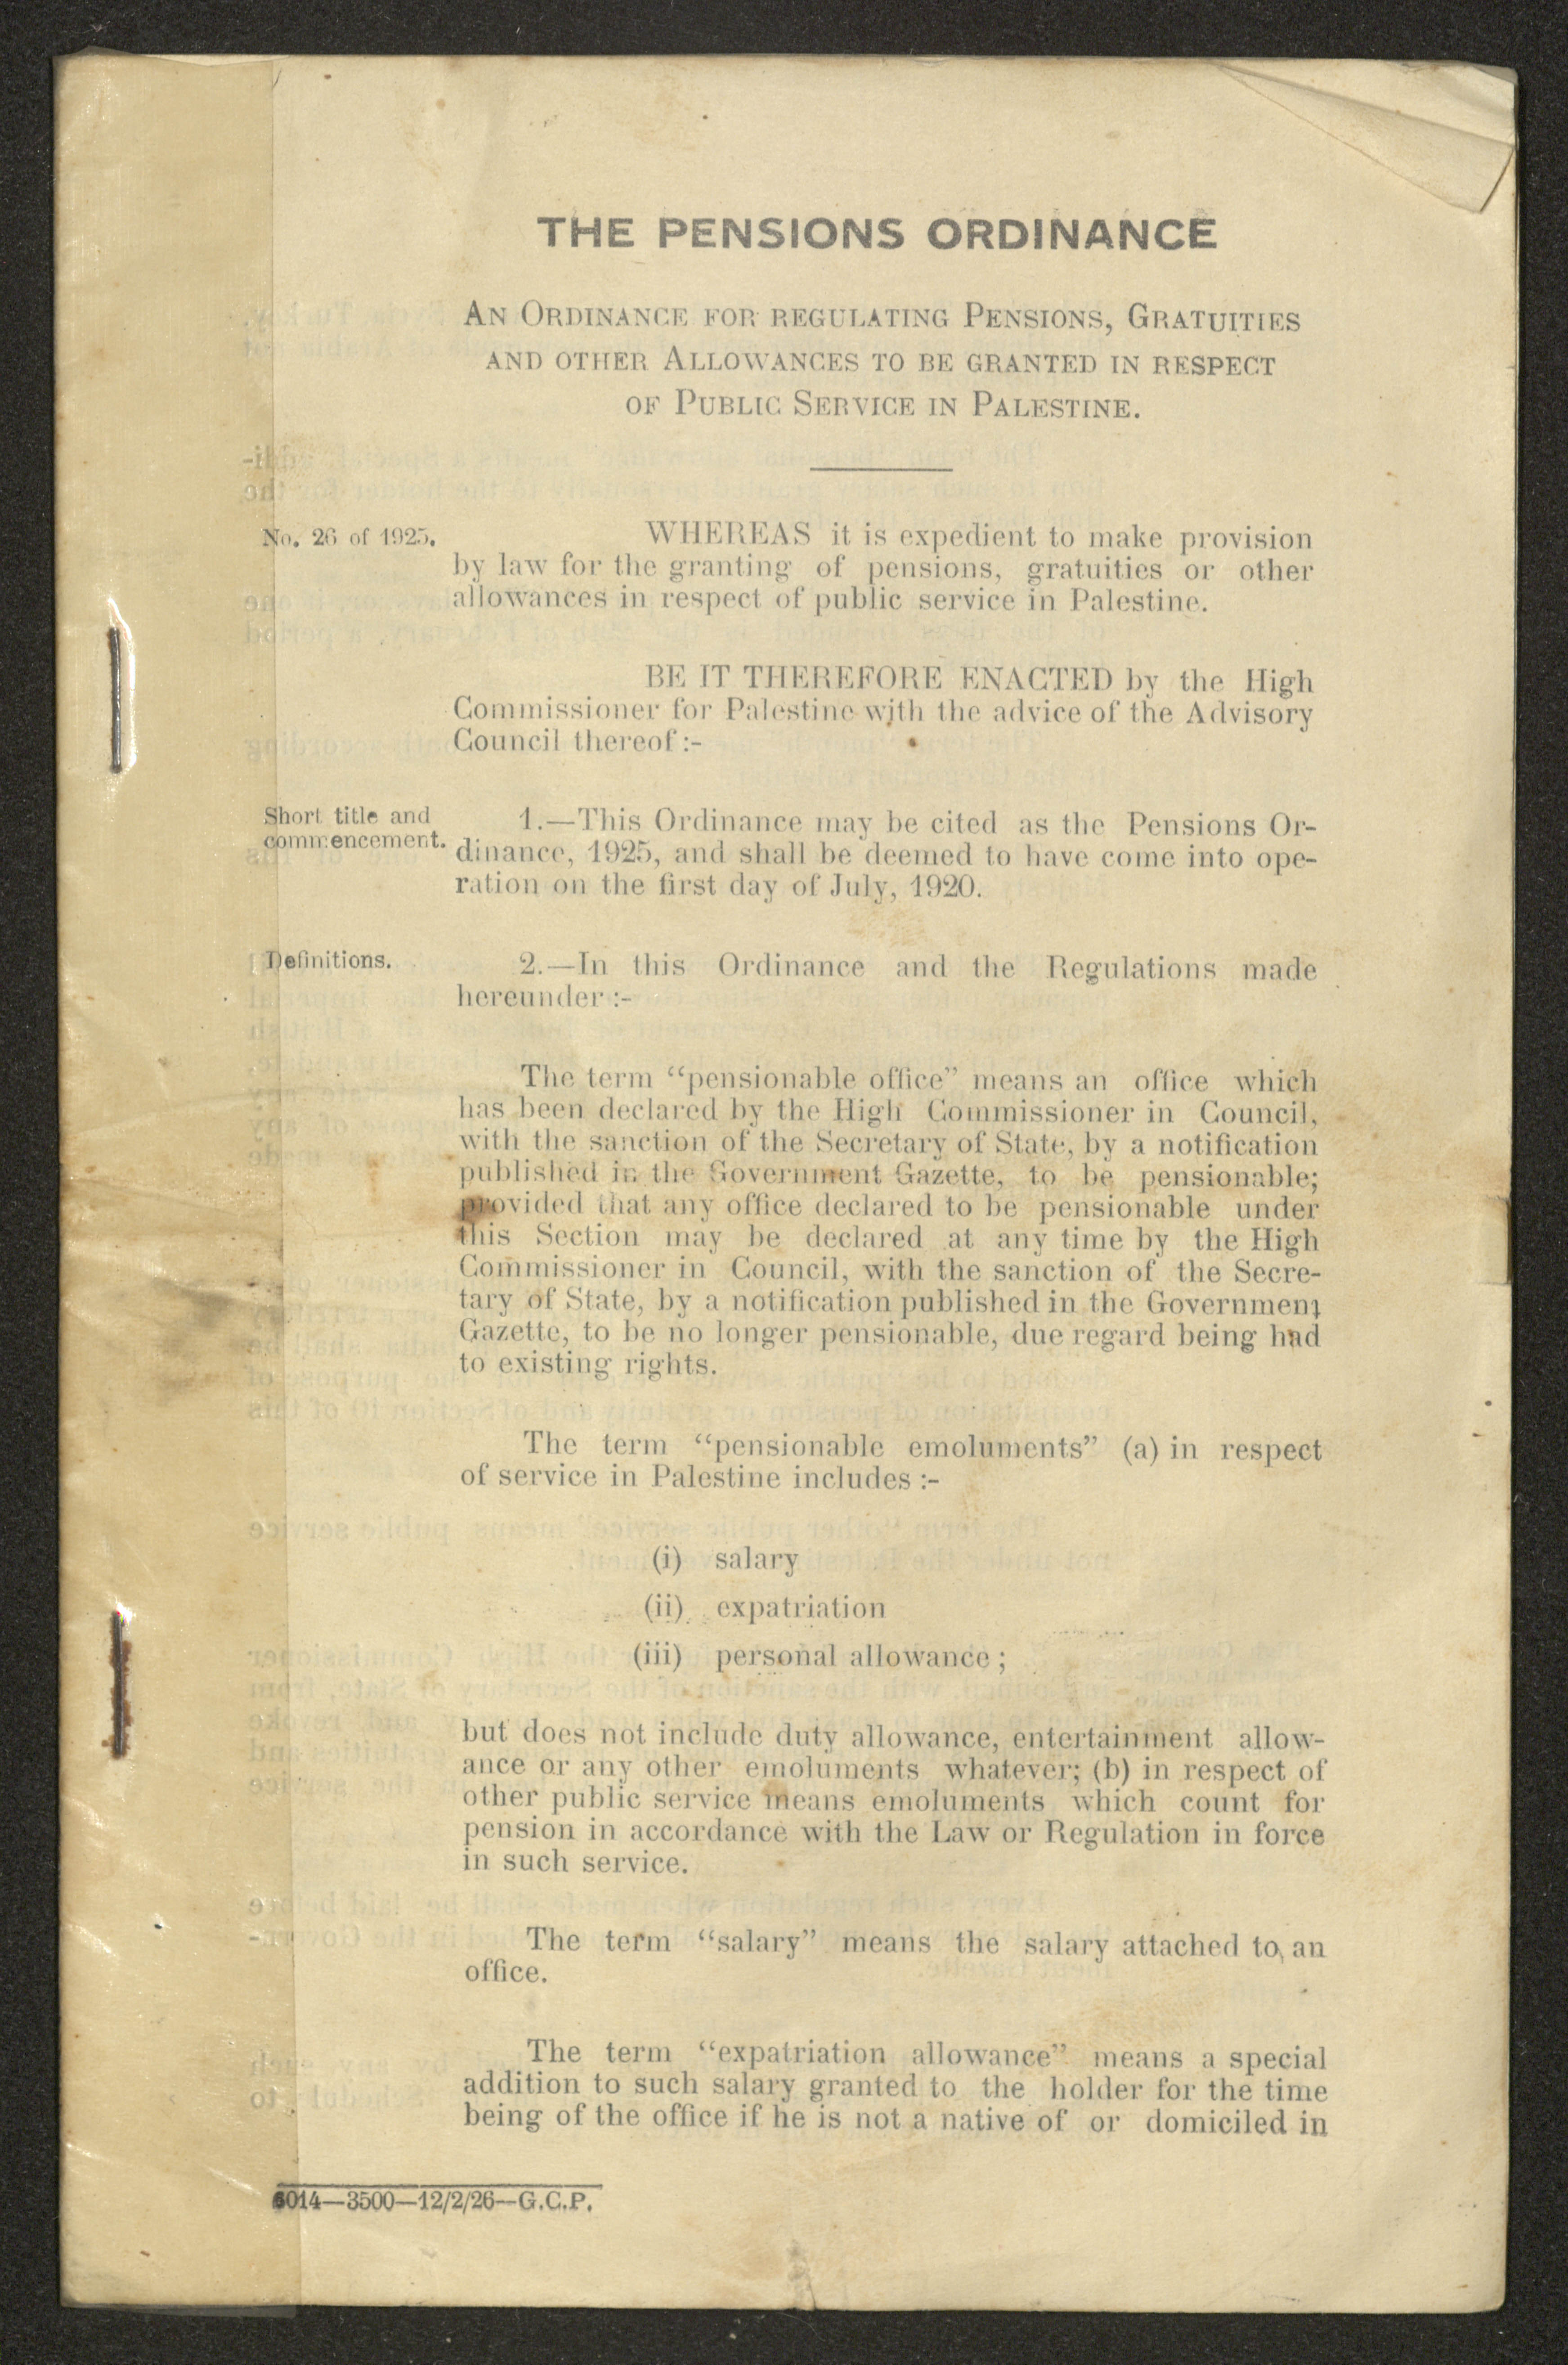 THE PENSIONS ORDINANCE
AN ORDINANCE FOR REGULATING PENSIONS, GRATUITIES
AND OTHER ALLOWANCES TO BE GRANTED IN RESPECT
OF PUBLIC SERVICE IN PALESTINE.
No. 26 of 1925.
WHEREAS it is expedient to make provision
by law for the granting of pensions, gratuities or other
allowances in respect of public service in Palestine.
BE IT THEREFORE ENACTED by the High
Commissioner for Palestine with the advice of the Advisory
Council thereof :-
Short title and
commencement.
1.—This Ordinance may be cited as the Pensions Or-
dinance, 1925, and shall be deemed to have come into ope-
ration on the first day of July, 1920.
Definitions.
2.—In this Ordinance and the Regulations made
hereunder :-
The term “pensionable office” means an office which
has been declared by the High Commissioner in Council,
with the sanction of the Secretary of State, by a notification
published in the Government Gazette, to be pensionable;
provided that any office declared to be pensionable under
this Section may be declared at any time by the High
Commissioner in Council, with the sanction of the Secre-
tary of State, by a notification published in the Government
Gazette, to be no longer pensionable, due regard being had
to existing rights.
The term “pensionable emoluments” (a) in respect
of service in Palestine includes :-
(i) salary
(ii) expatriation
(iii) personal allowance ;
but does not include duty allowance, entertainment allow-
ance or any other emoluments whatever; (b) in respect of
other public service means emoluments which count for
pension in accordance with the Law or Regulation in force
in such service.
The term “salary” means the salary attached to an
office.
The term “expatriation allowance” means a special
addition to such salary granted to the holder for the time
being of the office if he is not a native of or domiciled in
6014—3500—12/2/26—G.C.P.